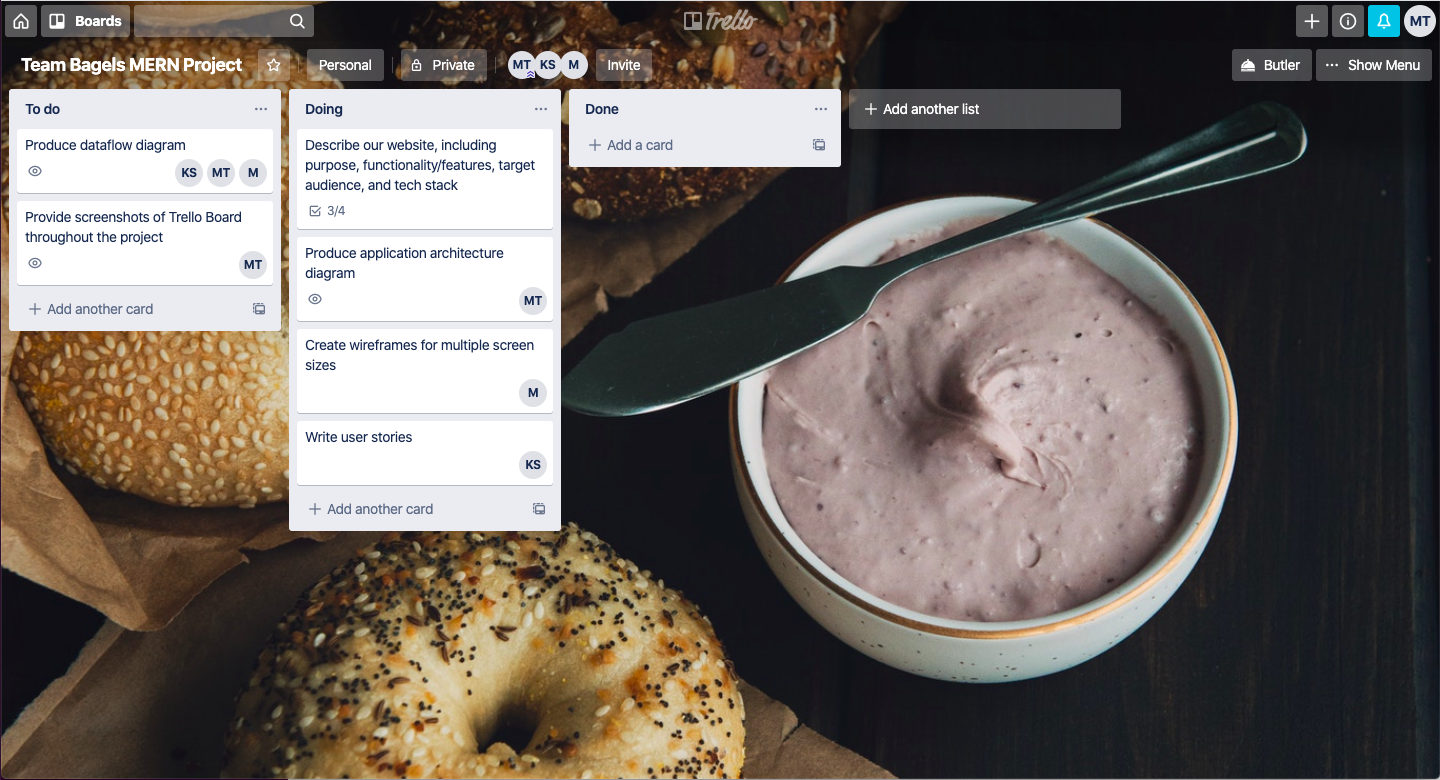 Boards
Trello
MT
Team Bagels MERN Project
Personal
Private
MT KS M
Invite
Butler
Show Menu
To do
Produce dataflow diagram
KS MT M
Provide screenshots of Trello Board
throughout the project
MT
Add another card
Doing
Describe our website, including
purpose, functionality/features, target
audience, and tech stack
3/4
Produce application architecture
diagram
MT
Create wireframes for multiple screen
sizes
M
Write user stories
KS
Add another card
Done
Add a card
Add another list